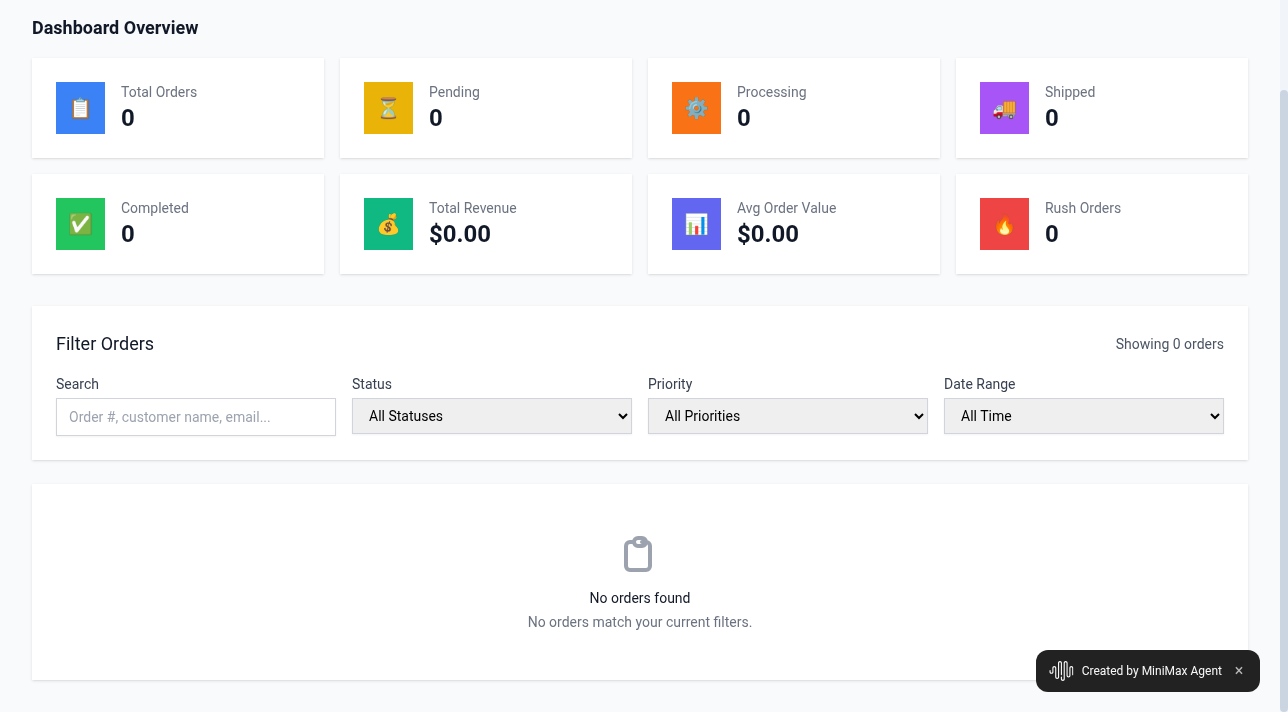 Dashboard Overview
Total Orders
0
Pending
0
Processing
0
Shipped
0
Completed
0
Total Revenue
$0.00
Avg Order Value
$0.00
Rush Orders
0
Filter Orders
Showing 0 orders
Search
Order #, customer name, email...
Status
All Statuses
Priority
All Priorities
Date Range
All Time
No orders found
No orders match your current filters.
Created by MiniMax Agent ×